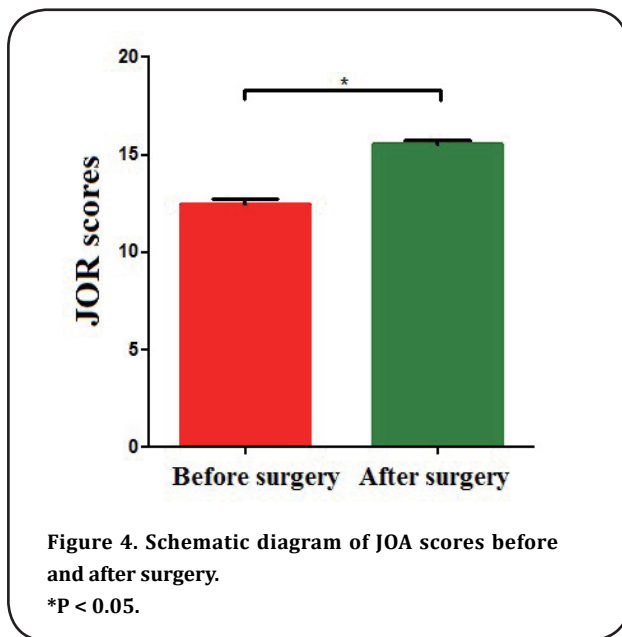 20
*
15
10
5
0
JOR scores
Before surgery After surgery
Figure 4. Schematic diagram of JOA scores before
and after surgery.
*P < 0.05.